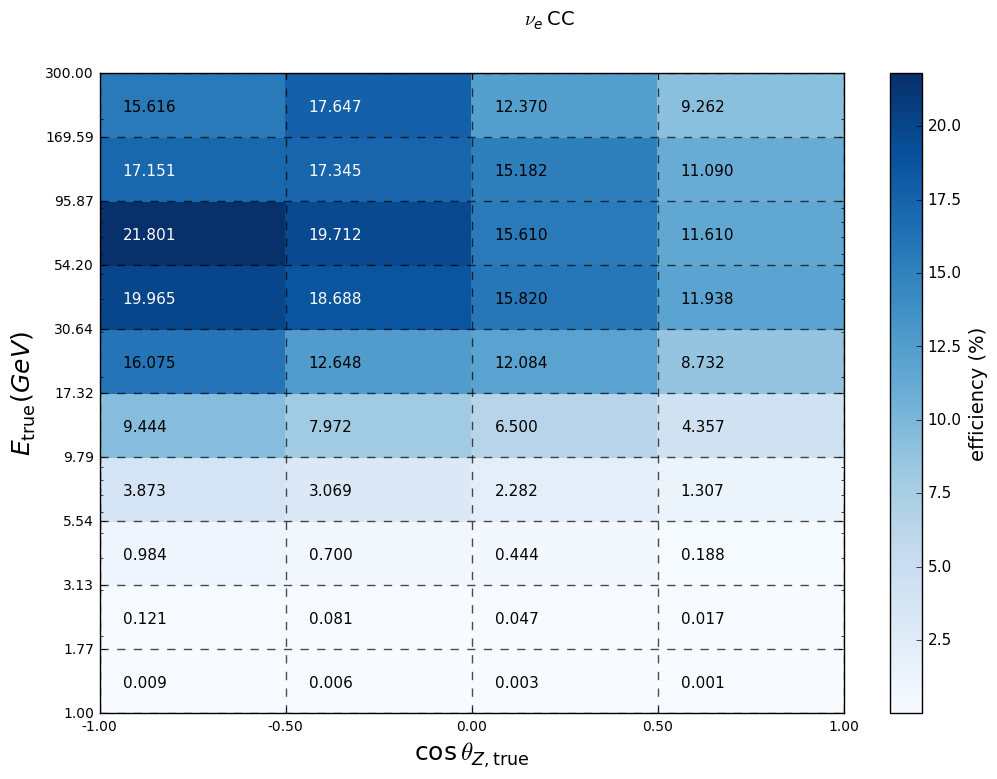 ν_e CC
300.00
15.616 17.647 12.370 9.262
169.59
17.151 17.345 15.182 11.090
95.87
21.801 19.712 15.610 11.610
54.20
19.965 18.688 15.820 11.938
30.64
16.075 12.648 12.084 8.732
17.32
9.444 7.972 6.500 4.357
9.79
3.873 3.069 2.282 1.307
5.54
0.984 0.700 0.444 0.188
3.13
0.121 0.081 0.047 0.017
1.77
0.009 0.006 0.003 0.001
1.00
-1.00 -0.50 0.00 0.50 1.00
cos θ_Z,true
E_true (GeV)
20.0
17.5
15.0
12.5
10.0
7.5
5.0
2.5
efficiency (%)